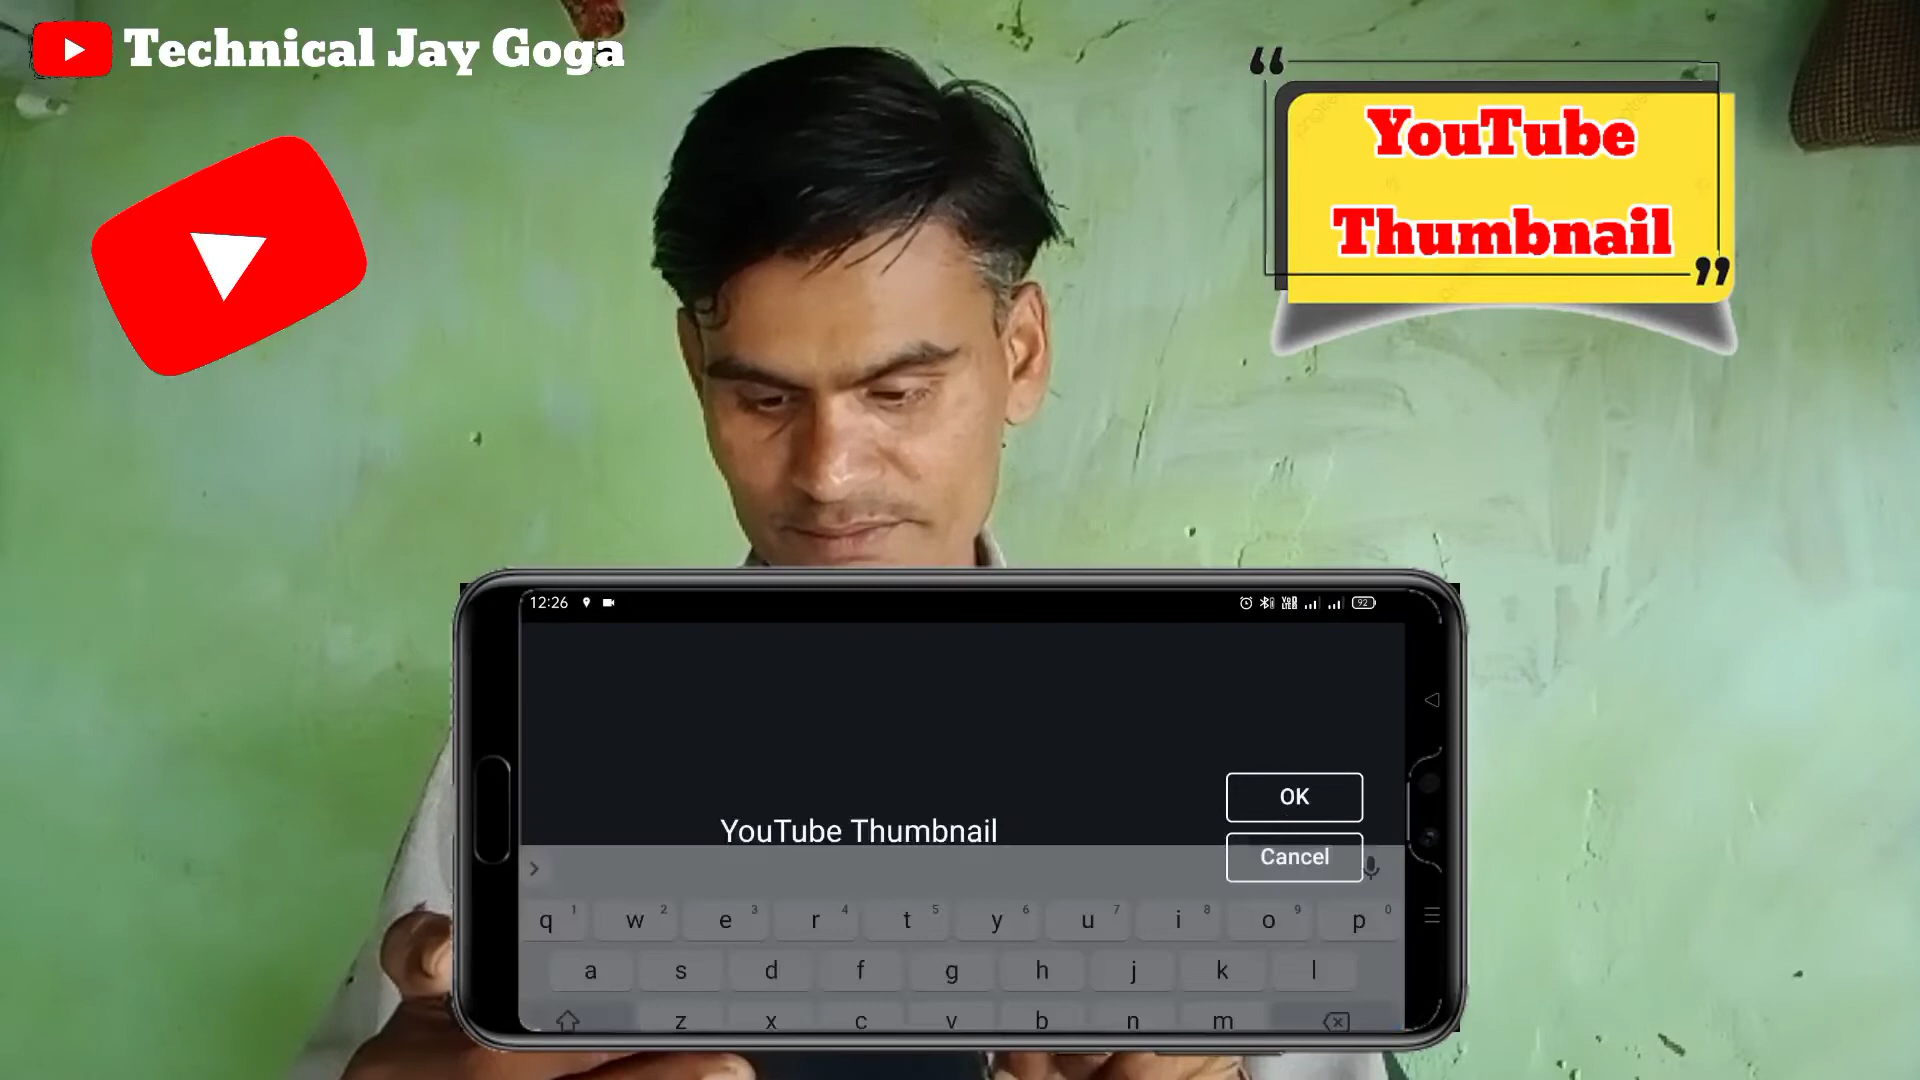 Technical Jay Goga
“
YouTube
Thumbnail
”
12:26
92
OK
YouTube Thumbnail
Cancel
q 1 w 2 e 3 r 4 t 5 y 6 u 7 i 8 o 9 p 0
a s d f g h j k l
z x c v b n m